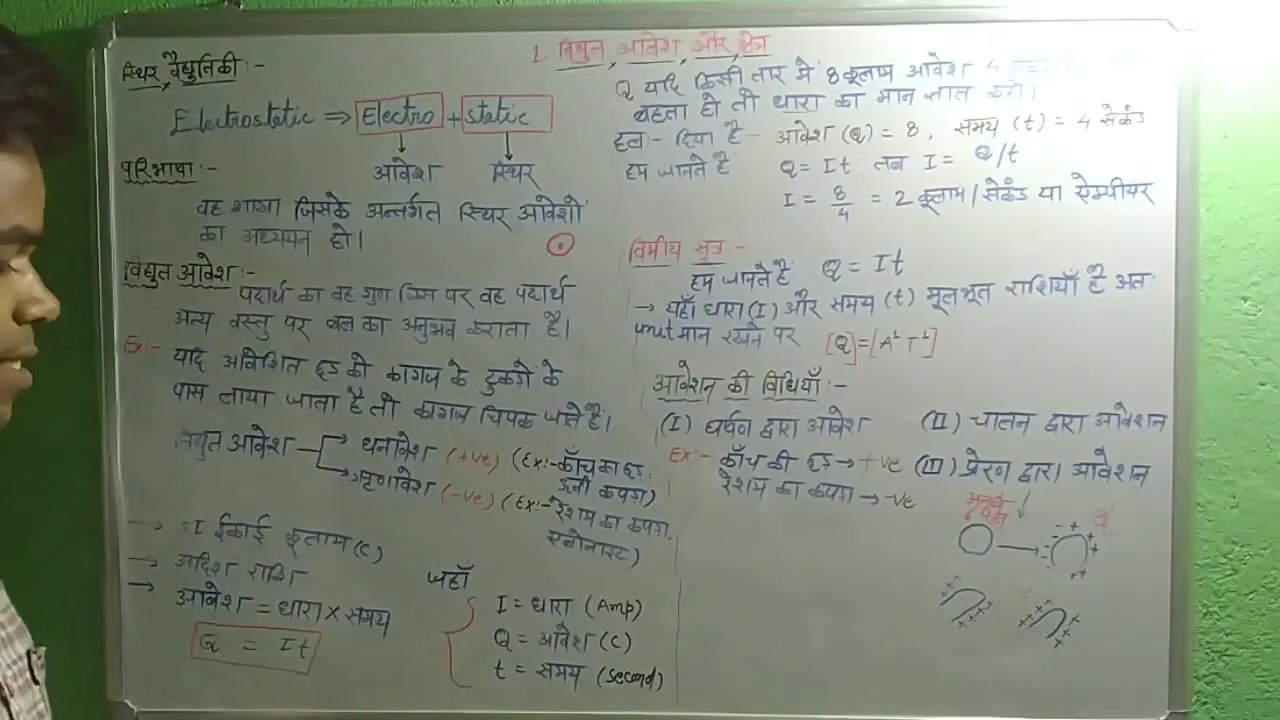 1. विद्युत आवेश और क्षेत्र
स्थिर वैद्युतिकी :-
Electrostatic ⇒ Electro + static
आवेश स्थिर
परिभाषा :-
वह शाखा जिसके अन्तर्गत स्थिर आवेशो
का अध्ययन हो।
विद्युत आवेश :-
पदार्थ का वह गुण जिस पर वह पदार्थ
अन्य वस्तु पर बल का अनुभव कराता है।
Ex:- यदि आवेशित छड़ को कागज के टुकड़ो के
पास लाया जाता है तो कागज चिपक जाते है।
विद्युत आवेश → धनावेश (+ve) (Ex:- काँच का छड़,
ऊनी कपड़ा)
→ ऋणावेश (-ve) (Ex:- रेशम का कपड़ा,
एबोनाइट)
→ SI ईकाई कूलाम (C)
→ अदिश राशि
→ आवेश = धारा × समय
Q = It
जहाँ
I = धारा (Amp)
Q = आवेश (C)
t = समय (second)
Q यदि किसी तार में 8 कूलाम आवेश 4
बहता हो तो धारा का मान ज्ञात करो।
हल - दिया है - आवेश (Q) = 8, समय (t) = 4 सेकंड
हम जानते है Q = It तब I = Q/t
I = 8/4 = 2 कूलाम/सेकंड या ऐम्पीयर
विमीय सूत्र :-
हम जानते है Q = It
→ यहाँ धारा (I) और समय (t) मूलभूत राशियाँ है अतः
unit मान रखने पर [Q] = [A¹ T¹]
आवेशन की विधियाँ :-
(I) घर्षण द्वारा आवेश (II) चालन द्वारा आवेशन
Ex:- काँच की छड़ → +ve (III) प्रेरण द्वारा आवेशन
रेशम का कपड़ा → -ve